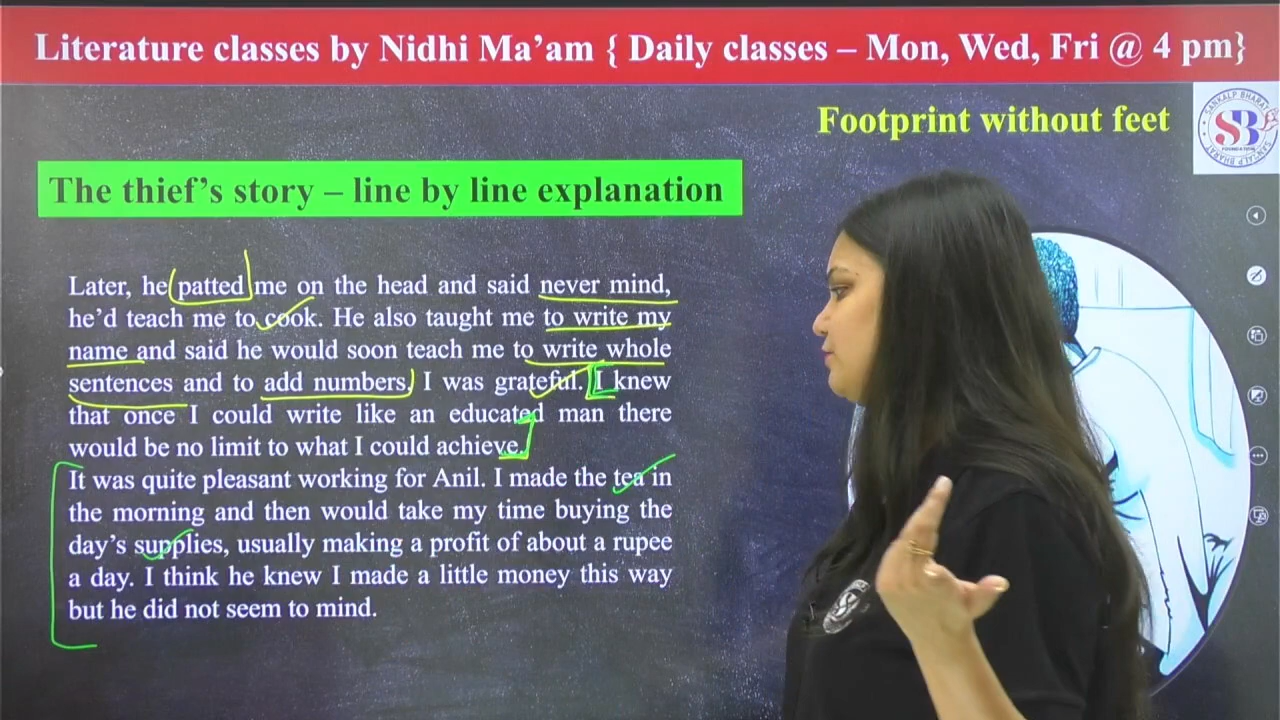 Literature classes by Nidhi Ma'am { Daily classes – Mon, Wed, Fri @ 4 pm}
Footprint without feet
SANKALP BHARAT
SB
FOUNDATION
SANKALP BHARAT
The thief's story – line by line explanation
Later, he patted me on the head and said never mind,
he'd teach me to cook. He also taught me to write my
name and said he would soon teach me to write whole
sentences and to add numbers. I was grateful. I knew
that once I could write like an educated man there
would be no limit to what I could achieve.
It was quite pleasant working for Anil. I made the tea in
the morning and then would take my time buying the
day's supplies, usually making a profit of about a rupee
a day. I think he knew I made a little money this way
but he did not seem to mind.